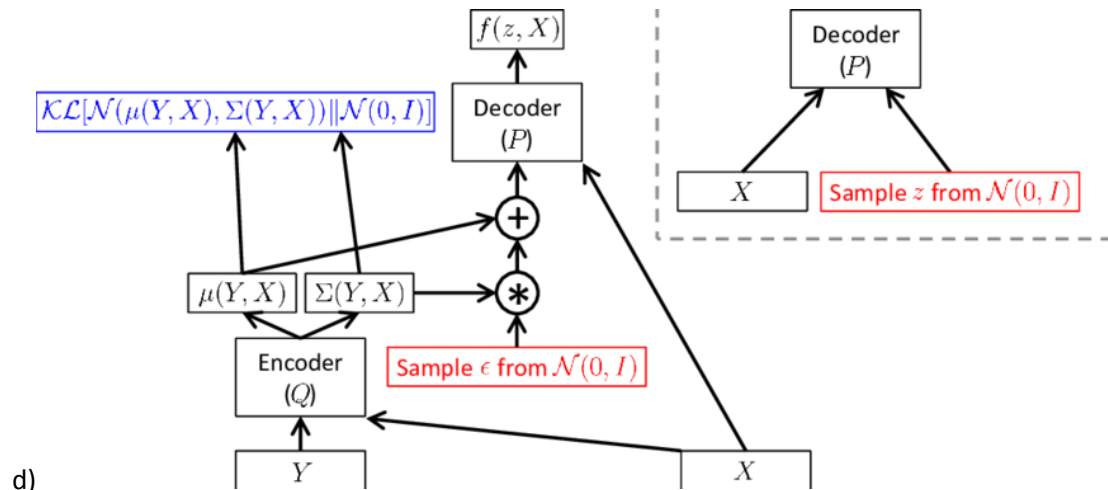 f(z, X)
Decoder
(P)
KL[N(μ(Y, X), Σ(Y, X))‖N(0, I)]
Decoder
(P)
X
Sample z from N(0, I)
+
μ(Y, X)
Σ(Y, X)
*
Encoder
(Q)
Sample ϵ from N(0, I)
Y
X
d)